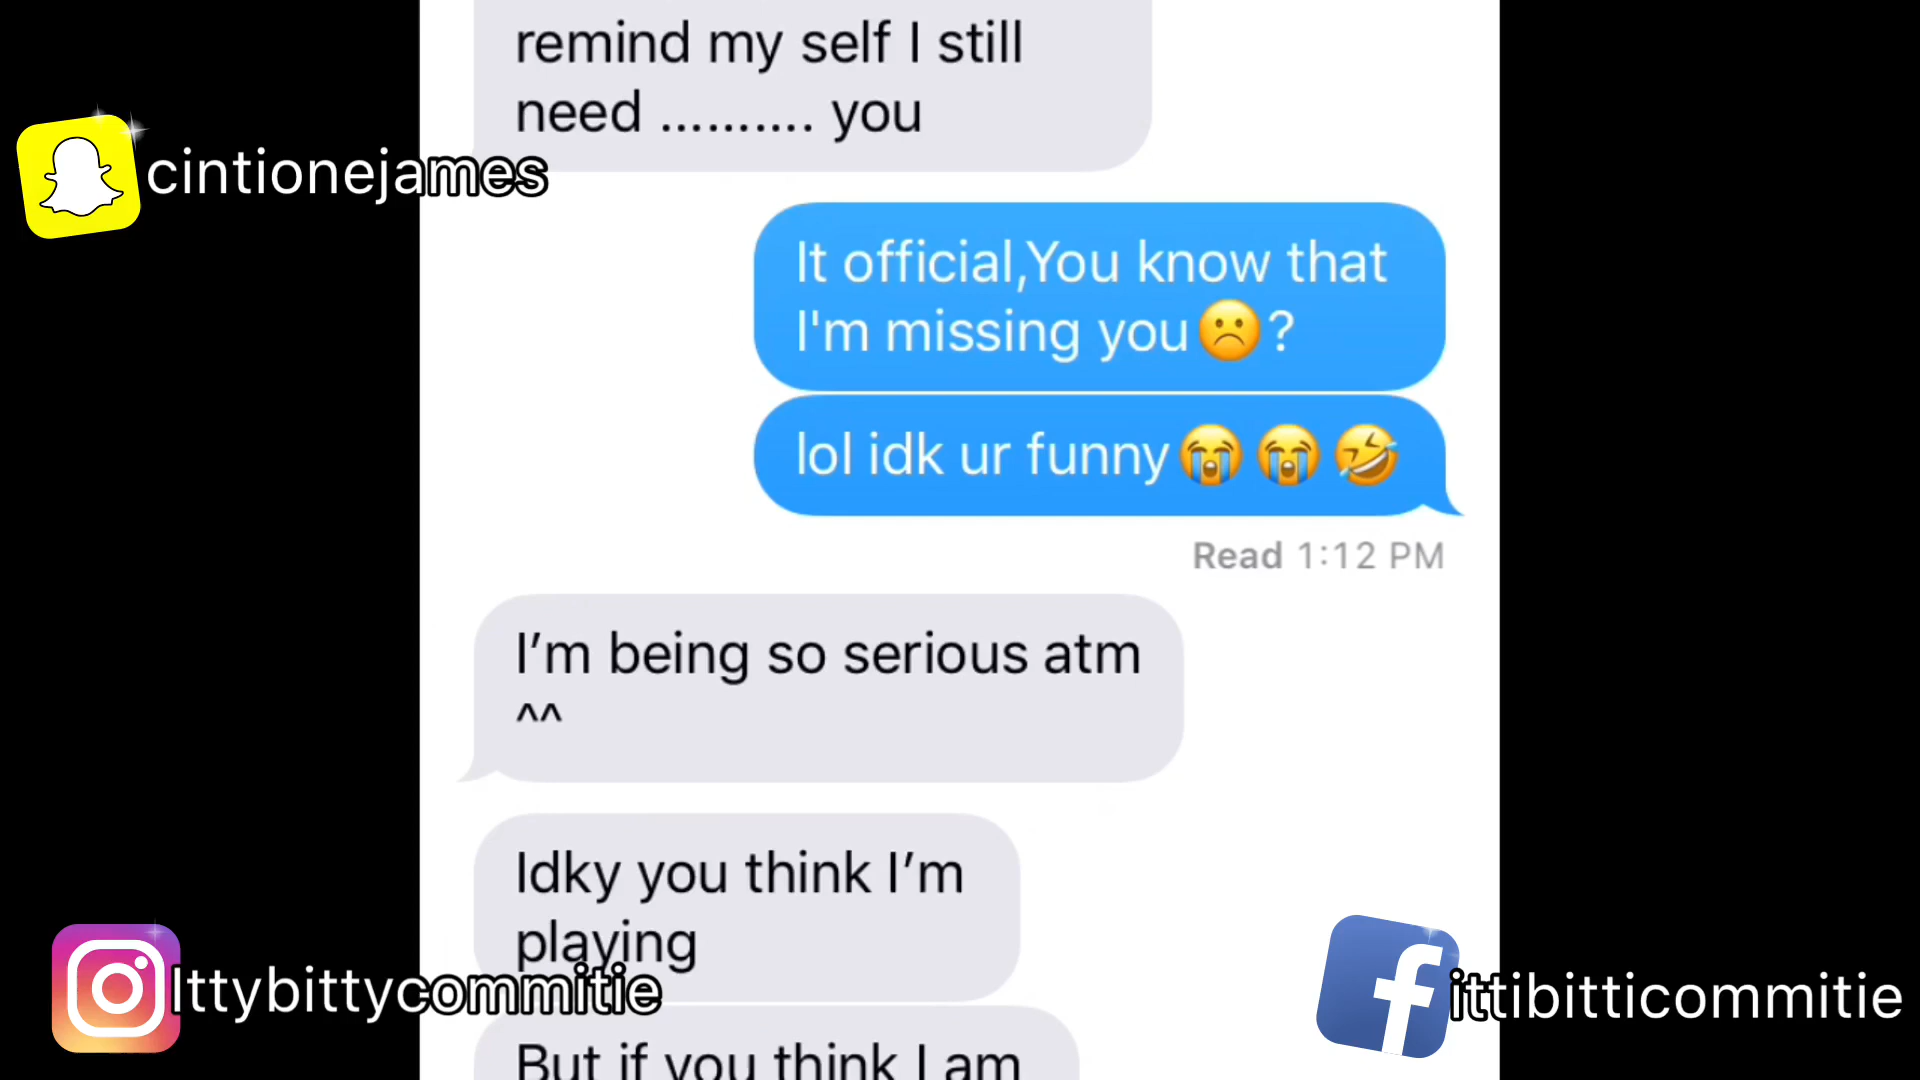 remind my self I still
need .......... you
cintionejames
It official,You know that
I'm missing you☹️?
lol idk ur funny😭😭🤣
Read 1:12 PM
I’m being so serious atm
^^
Idky you think I’m
playing
Ittybittycommitie
ittibitticommitie
But if you think I am